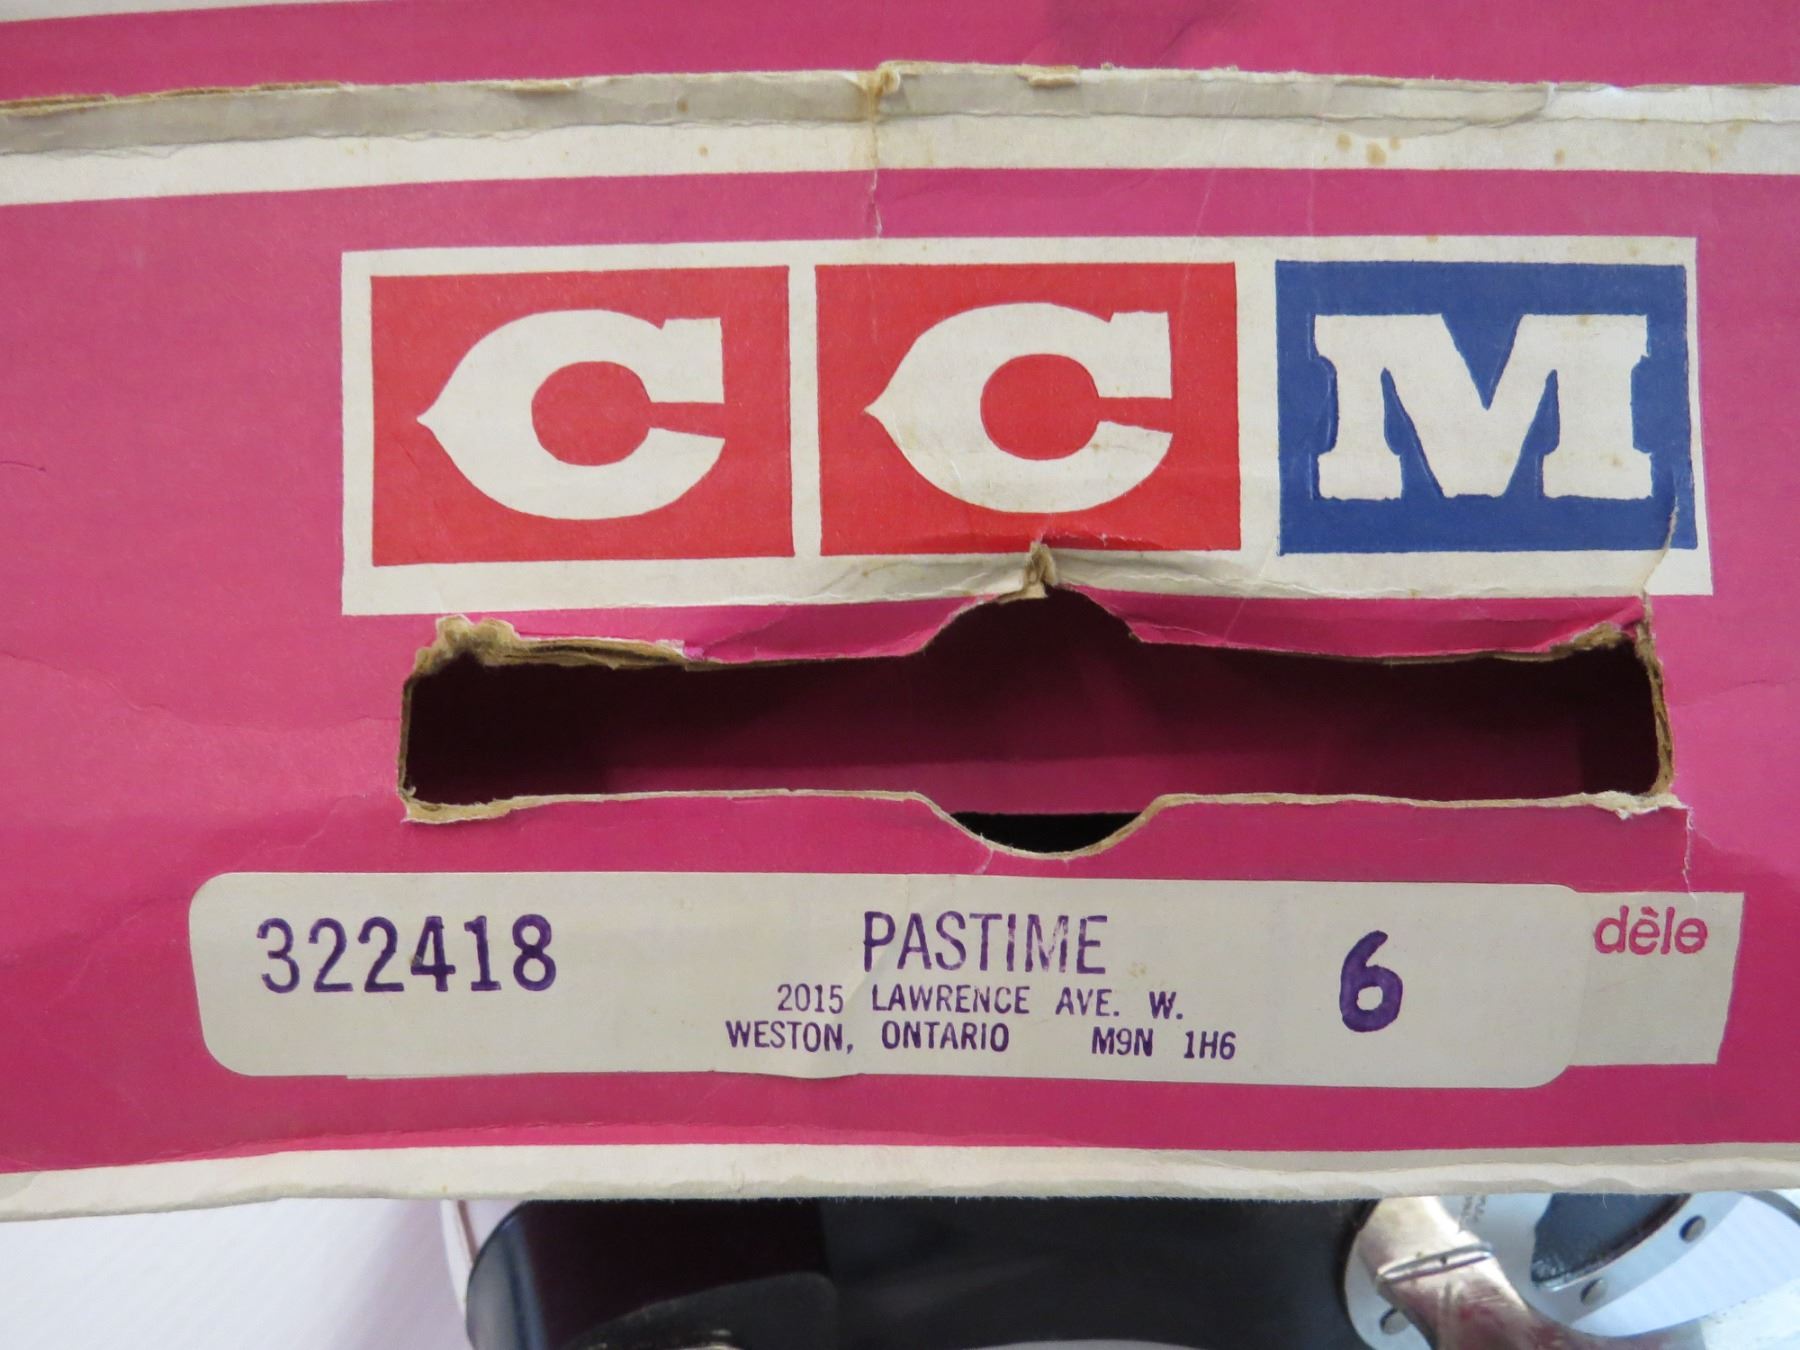 CCM
322418 PASTIME 6
2015 LAWRENCE AVE. W.
WESTON, ONTARIO M9N 1H6
dèle